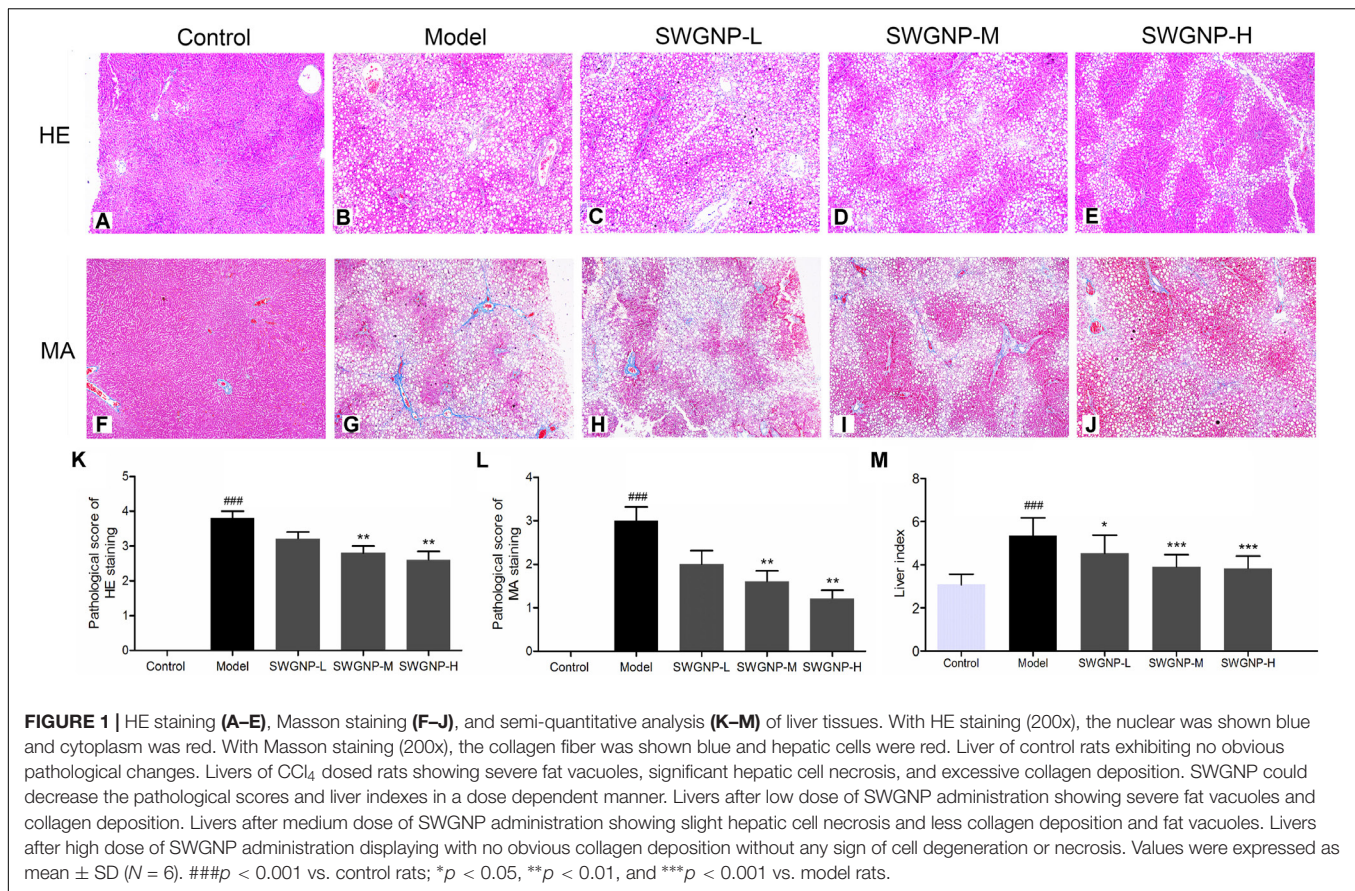 Control Model SWGNP-L SWGNP-M SWGNP-H
HE
A B C D E
MA
F G H I J
K
Pathological score of
HE staining
5
4
3
2
1
0
###
**
**
Control Model SWGNP-L SWGNP-M SWGNP-H
L
Pathological score of
MA staining
4
3
2
1
0
###
**
**
Control Model SWGNP-L SWGNP-M SWGNP-H
M
Liver index
8
6
4
2
0
###
*
***
***
Control Model SWGNP-L SWGNP-M SWGNP-H
FIGURE 1 | HE staining (A–E), Masson staining (F–J), and semi-quantitative analysis (K–M) of liver tissues. With HE staining (200x), the nuclear was shown blue
and cytoplasm was red. With Masson staining (200x), the collagen fiber was shown blue and hepatic cells were red. Liver of control rats exhibiting no obvious
pathological changes. Livers of CCl₄ dosed rats showing severe fat vacuoles, significant hepatic cell necrosis, and excessive collagen deposition. SWGNP could
decrease the pathological scores and liver indexes in a dose dependent manner. Livers after low dose of SWGNP administration showing severe fat vacuoles and
collagen deposition. Livers after medium dose of SWGNP administration showing slight hepatic cell necrosis and less collagen deposition and fat vacuoles. Livers
after high dose of SWGNP administration displaying with no obvious collagen deposition without any sign of cell degeneration or necrosis. Values were expressed as
mean ± SD (N = 6). ###p < 0.001 vs. control rats; *p < 0.05, **p < 0.01, and ***p < 0.001 vs. model rats.